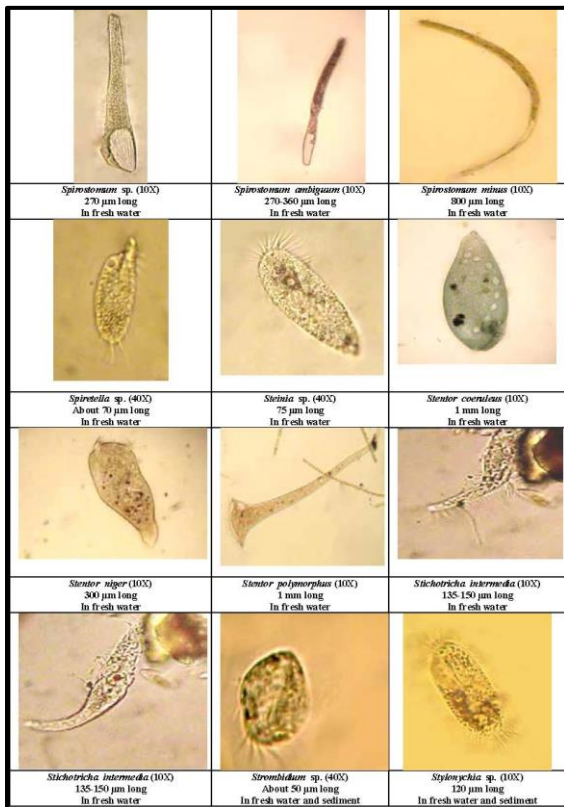 Spirostomum sp. (10X)
270 µm long
In fresh water
Spirostomum ambiguum (10X)
270-360 µm long
In fresh water
Spirostomum minus (10X)
800 µm long
In fresh water
Spiretella sp. (40X)
About 70 µm long
In fresh water
Steinia sp. (40X)
75 µm long
In fresh water
Stentor coeruleus (10X)
1 mm long
In fresh water
Stentor niger (10X)
300 µm long
In fresh water
Stentor polymorphus (10X)
1 mm long
In fresh water
Stichotricha intermedia (10X)
135-150 µm long
In fresh water
Stichotricha intermedia (10X)
135-150 µm long
In fresh water
Strombidium sp. (40X)
About 50 µm long
In fresh water and sediment
Stylonychia sp. (10X)
120 µm long
In fresh water and sediment